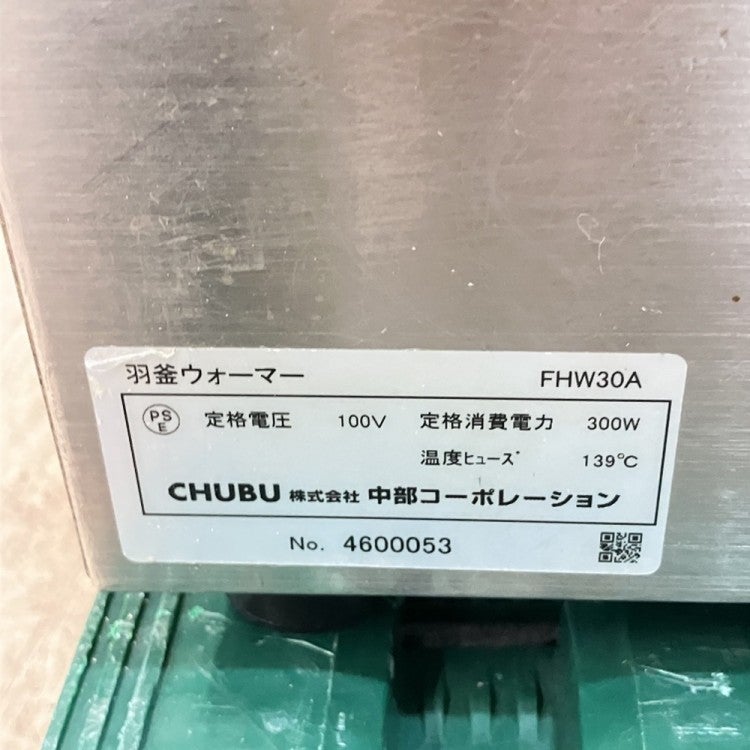 羽釜ウォーマー FHW30A
PS E 定格電圧 100V 定格消費電力 300W
温度ヒューズ 139℃
CHUBU 株式会社 中部コーポレーション
No. 4600053